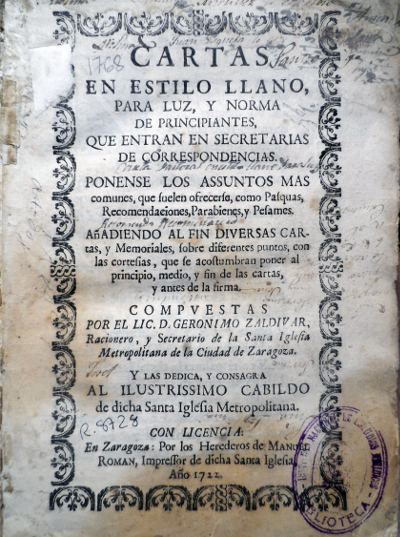 1768
CARTAS
EN ESTILO LLANO,
PARA LUZ, Y NORMA
DE PRINCIPIANTES,
QUE ENTRAN EN SECRETARIAS
DE CORRESPONDENCIAS.
PONENSE LOS ASSUNTOS MAS
comunes, que ſuelen ofrecerſe, como Paſquas,
Recomendaciones, Parabienes, y Peſames.
AñADIENDO AL FIN DIVERSAS CAR-
tas, y Memoriales, ſobre diferentes puntos, con
las corteſias, que ſe acoſtumbran poner al
principio, medio, y fin de las cartas,
y antes de la firma.
COMPVESTAS
POR EL LIC. D. GERONIMO ZALDIVAR,
Racionero, y Secretario de la Santa Igleſia
Metropolitana de la Ciudad de Zaragoza.
Y LAS DEDICA, Y CONSAGRA
AL ILUSTRISSIMO CABILDO
de dicha Santa Igleſia Metropolitana.
R-8928
CON LICENCIA:
En Zaragoza: Por los Herederos de MANUEL
ROMAN, Impreſſor de dicha Santa Igleſia
Año 1722.
BIBLIOTECA